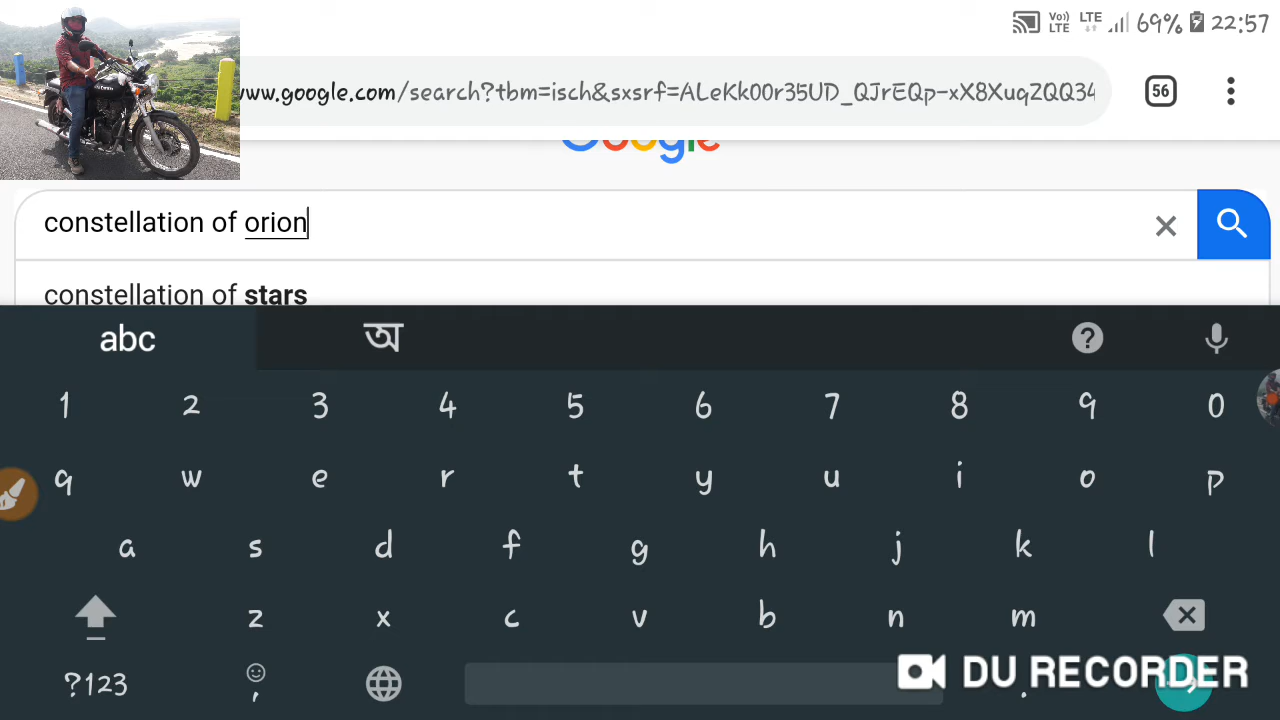 Vo) LTE LTE 69% 22:57
www.google.com/search?tbm=isch&sxsrf=ALeKk00r35UD_QJrEQp-xX8XuqZQQ34
56
Google
constellation of orion
constellation of stars
abc অ ?
1 2 3 4 5 6 7 8 9 0
q w e r t y u i o p
a s d f g h j k l
z x c v b n m
?123 , .
DU RECORDER